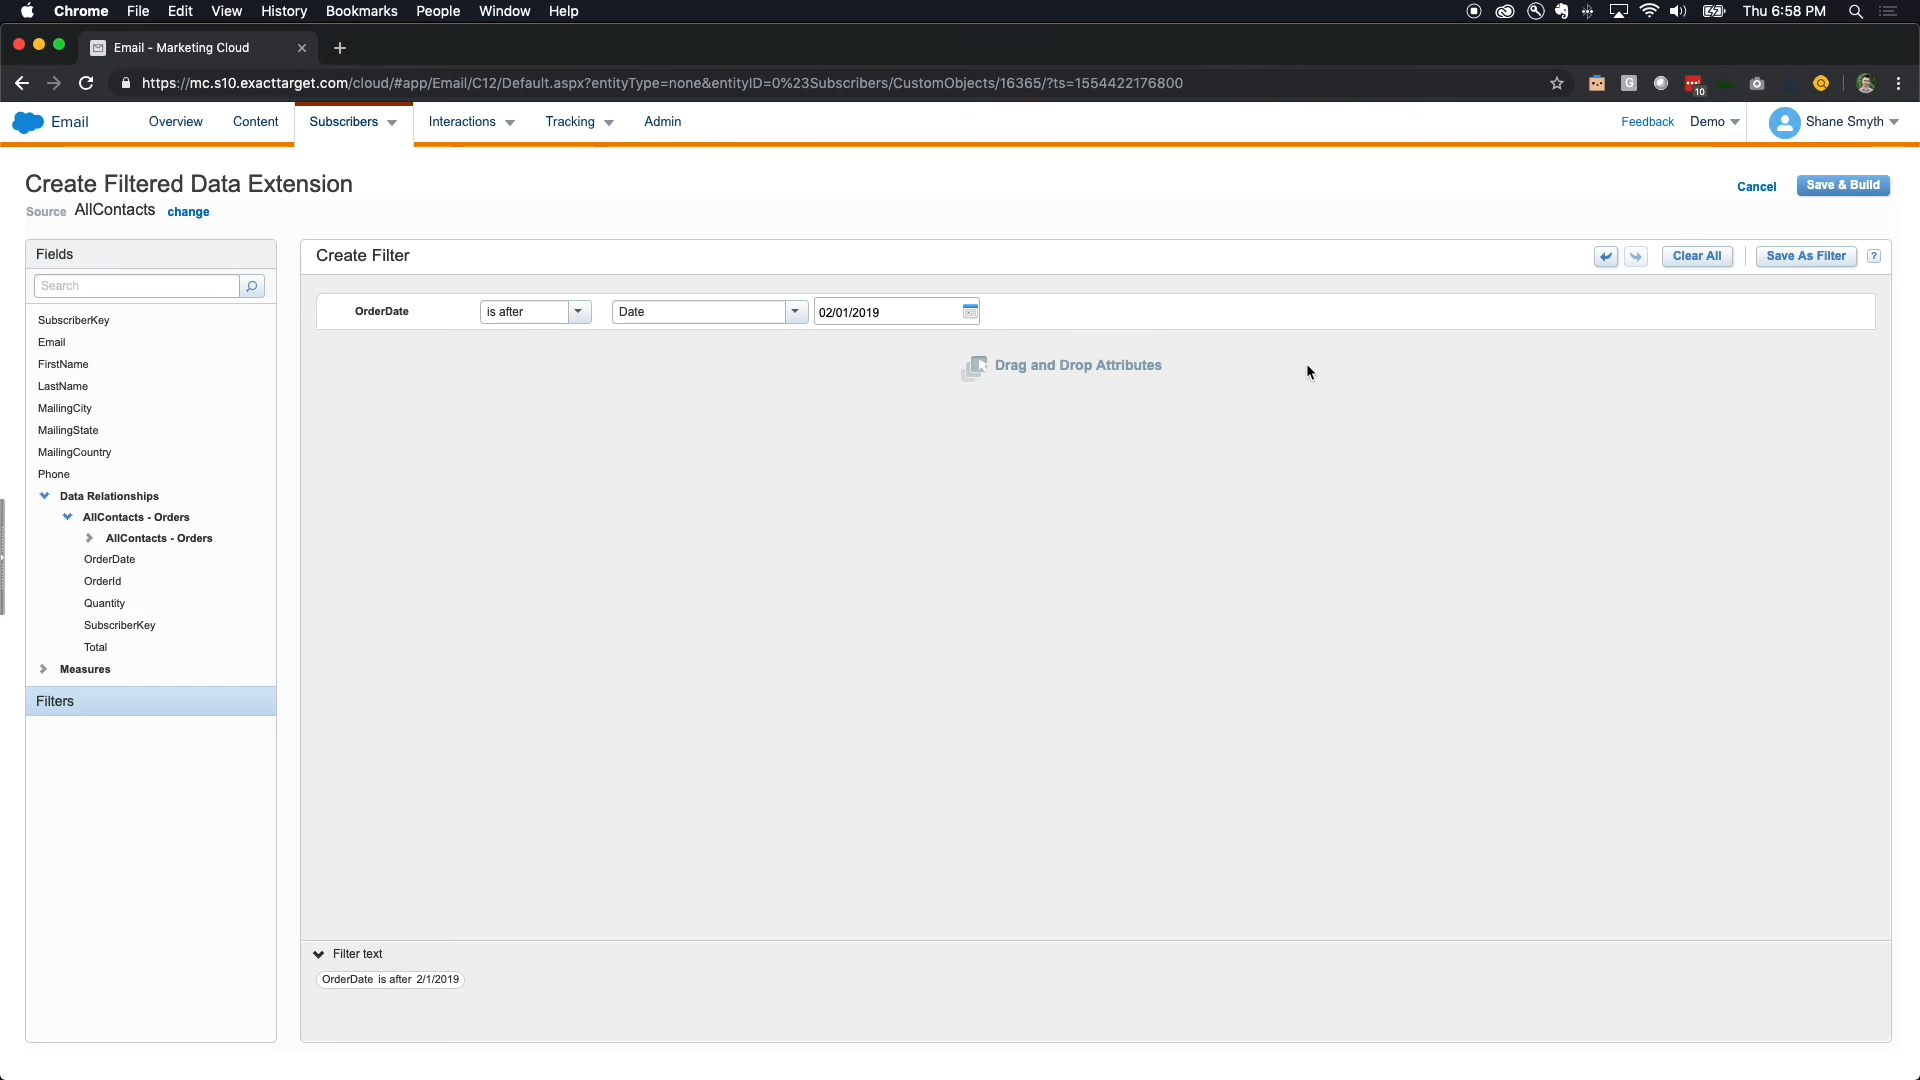 Chrome File Edit View History Bookmarks People Window Help Thu 6:58 PM
Email - Marketing Cloud
https://mc.s10.exacttarget.com/cloud/#app/Email/C12/Default.aspx?entityType=none&entityID=0%23Subscribers/CustomObjects/16365/?ts=1554422176800
10
Email Overview Content Subscribers Interactions Tracking Admin Feedback Demo Shane Smyth
Create Filtered Data Extension
Cancel Save & Build
Source AllContacts change
Fields
Create Filter
Clear All Save As Filter ?
Search
OrderDate is after Date 02/01/2019
Drag and Drop Attributes
SubscriberKey
Email
FirstName
LastName
MailingCity
MailingState
MailingCountry
Phone
Data Relationships
AllContacts - Orders
AllContacts - Orders
OrderDate
OrderId
Quantity
SubscriberKey
Total
Measures
Filters
Filter text
OrderDate is after 2/1/2019